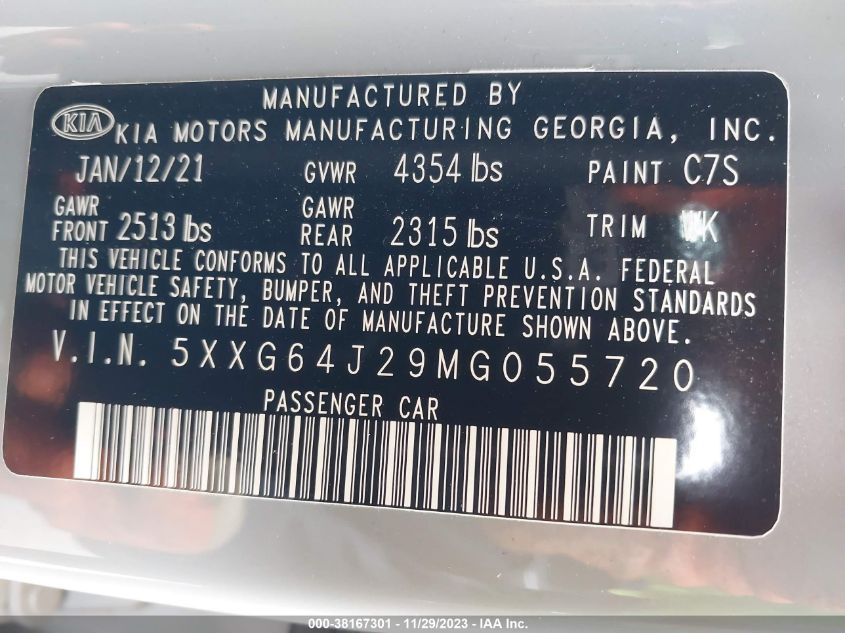 MANUFACTURED BY
KIA KIA MOTORS MANUFACTURING GEORGIA, INC.
JAN/12/21 GVWR 4354 lbs PAINT C7S
GAWR FRONT 2513 lbs GAWR REAR 2315 lbs TRIM WK
THIS VEHICLE CONFORMS TO ALL APPLICABLE U.S.A. FEDERAL
MOTOR VEHICLE SAFETY, BUMPER, AND THEFT PREVENTION STANDARDS
IN EFFECT ON THE DATE OF MANUFACTURE SHOWN ABOVE.
V.I.N. 5XXG64J29MG055720
PASSENGER CAR
000-38167301 - 11/29/2023 - IAA Inc.